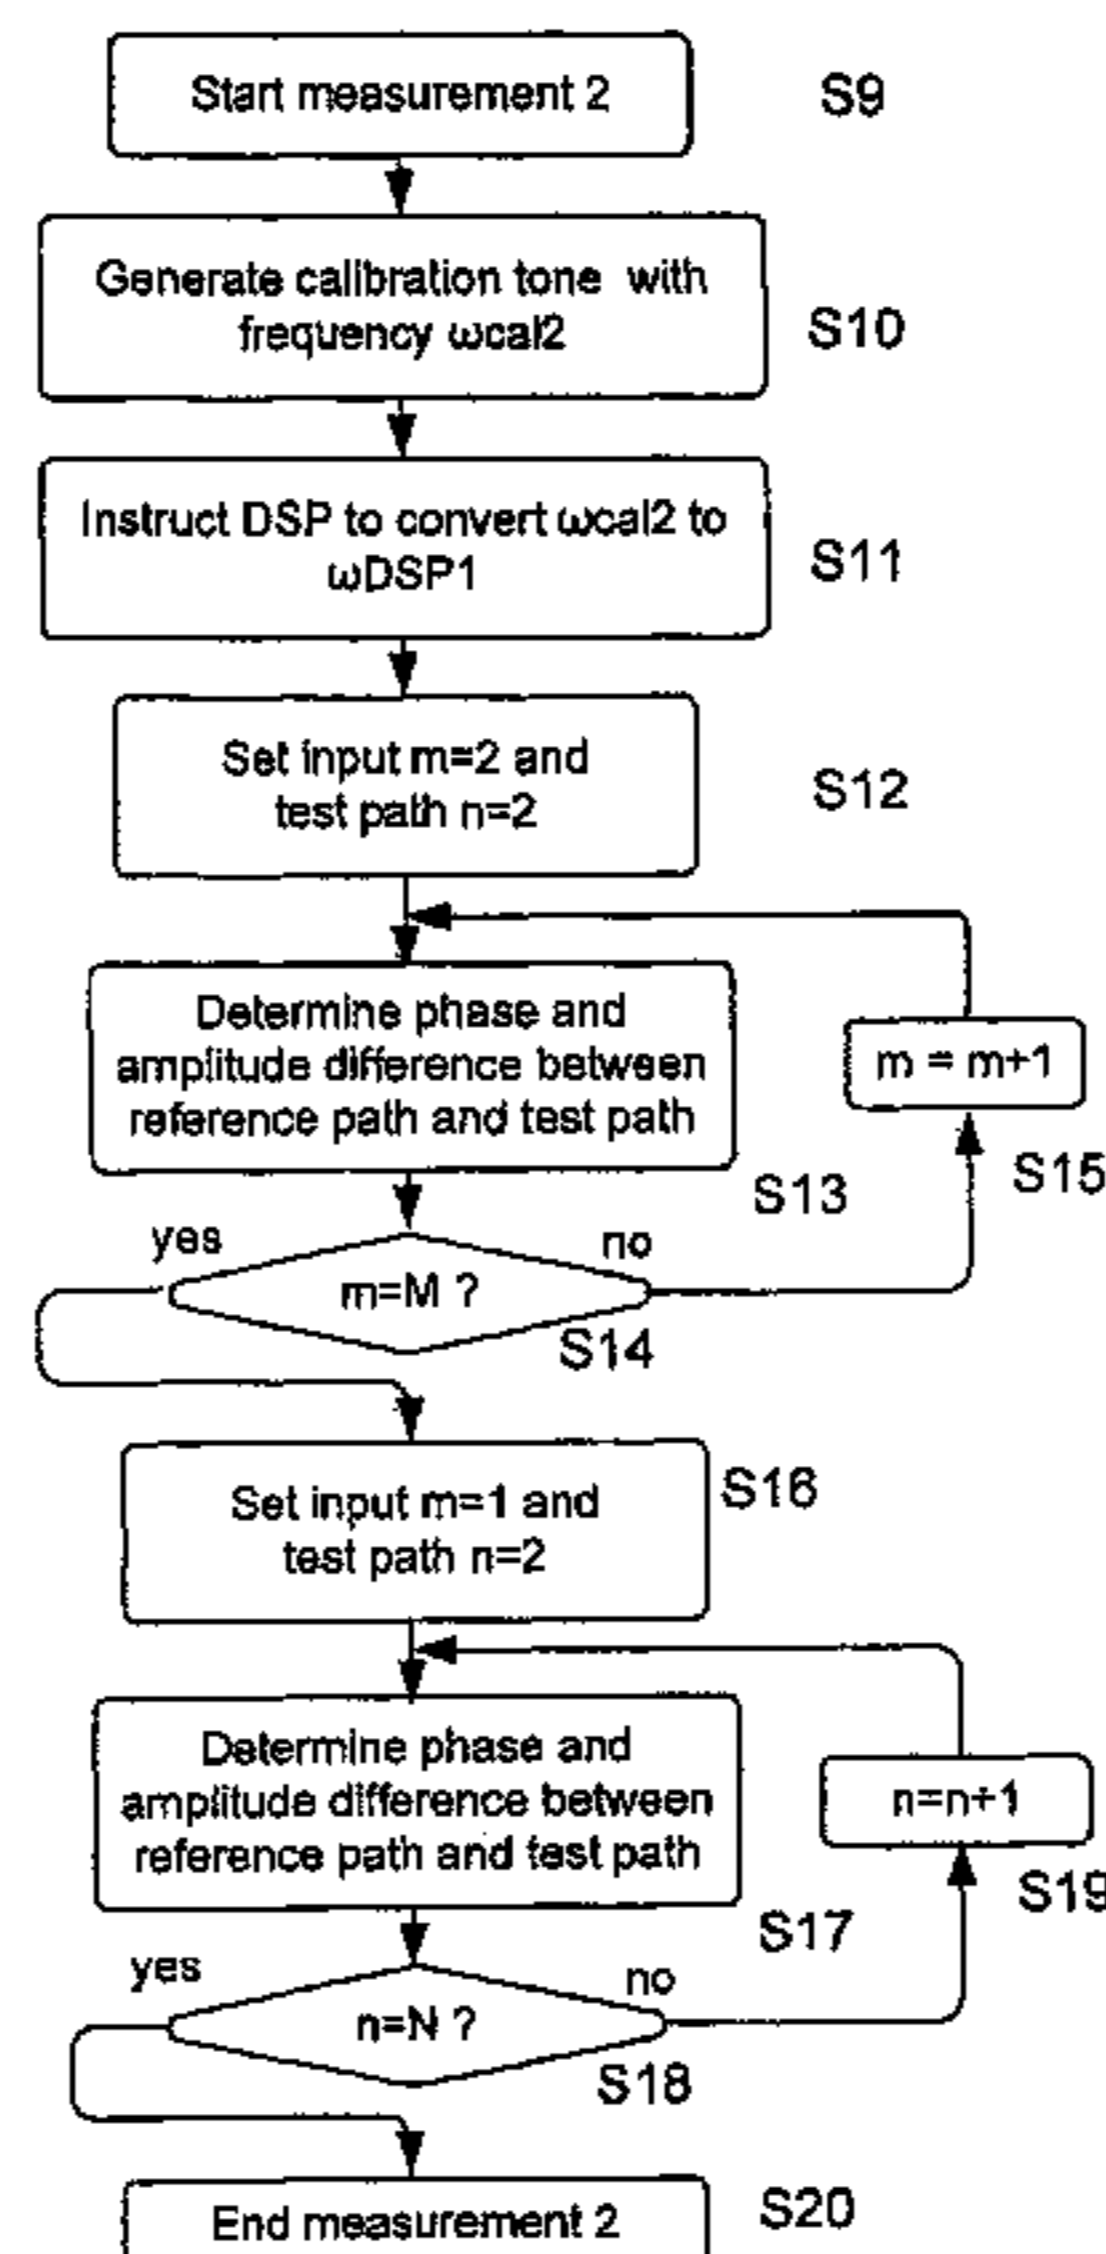 Start measurement 2
S9
Generate calibration tone with
frequency ωcal2
S10
Instruct DSP to convert ωcal2 to
ωDSP1
S11
Set input m=2 and
test path n=2
S12
Determine phase and
amplitude difference between
reference path and test path
S13
m = m+1
S15
yes
no
m=M ?
S14
Set input m=1 and
test path n=2
S16
Determine phase and
amplitude difference between
reference path and test path
S17
n=n+1
S19
yes
no
n=N ?
S18
End measurement 2
S20